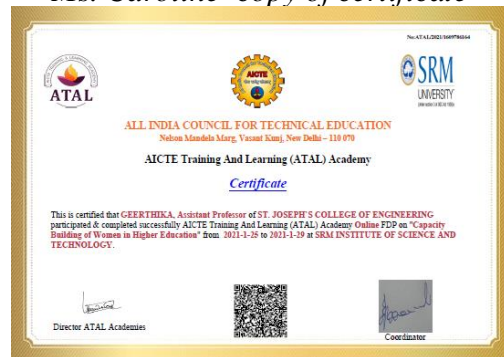 Ms. Caroline- copy of certificate
No:ATAL/2021/1609786164
ATAL
AICTE
SRM
UNIVERSITY
ALL INDIA COUNCIL FOR TECHNICAL EDUCATION
Nelson Mandela Marg, Vasant Kunj, New Delhi – 110 070
AICTE Training And Learning (ATAL) Academy
Certificate
This is certified that GEERTHIKA, Assistant Professor of ST. JOSEPH'S COLLEGE OF ENGINEERING
participated & completed successfully AICTE Training And Learning (ATAL) Academy Online FDP on "Capacity
Building of Women in Higher Education" from 2021-1-25 to 2021-1-29 at SRM INSTITUTE OF SCIENCE AND
TECHNOLOGY.
Director ATAL Academies
Coordinator